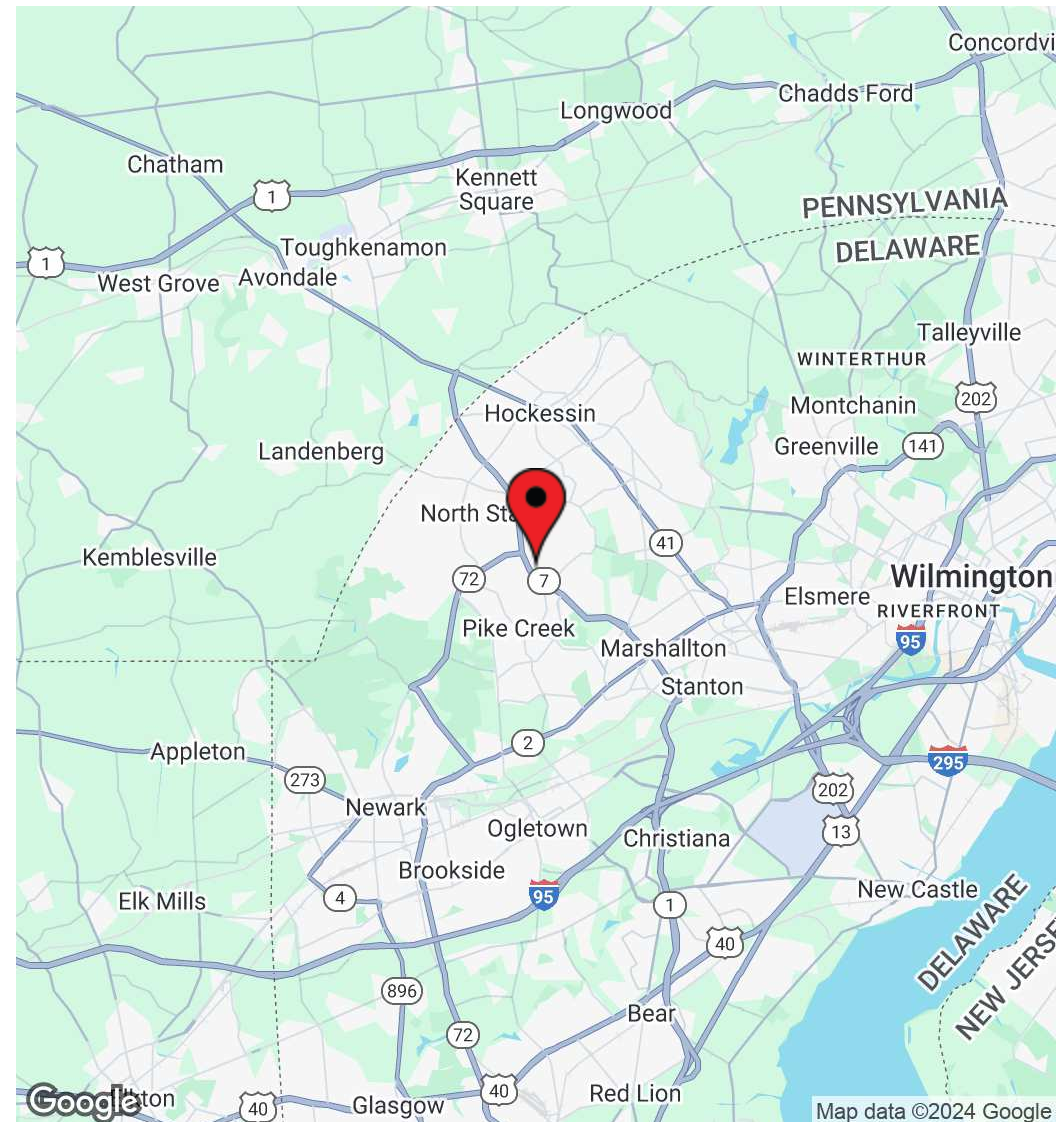 Concordvi
Chadds Ford
Longwood
Chatham
Kennett
Square
1
PENNSYLVANIA
DELAWARE
Toughkenamon
1
West Grove
Avondale
Talleyville
WINTERTHUR
202
Montchanin
Hockessin
Greenville
141
Landenberg
North Sta
41
Kemblesville
72
7
Wilmington
Elsmere
RIVERFRONT
95
Pike Creek
Marshallton
Stanton
2
Appleton
295
273
202
Newark
Ogletown
Christiana
13
Brookside
95
New Castle
4
Elk Mills
1
DELAWARE
40
NEW JERSE
896
Bear
72
40
Red Lion
Google
lkton
40
Glasgow
Map data ©2024 Google